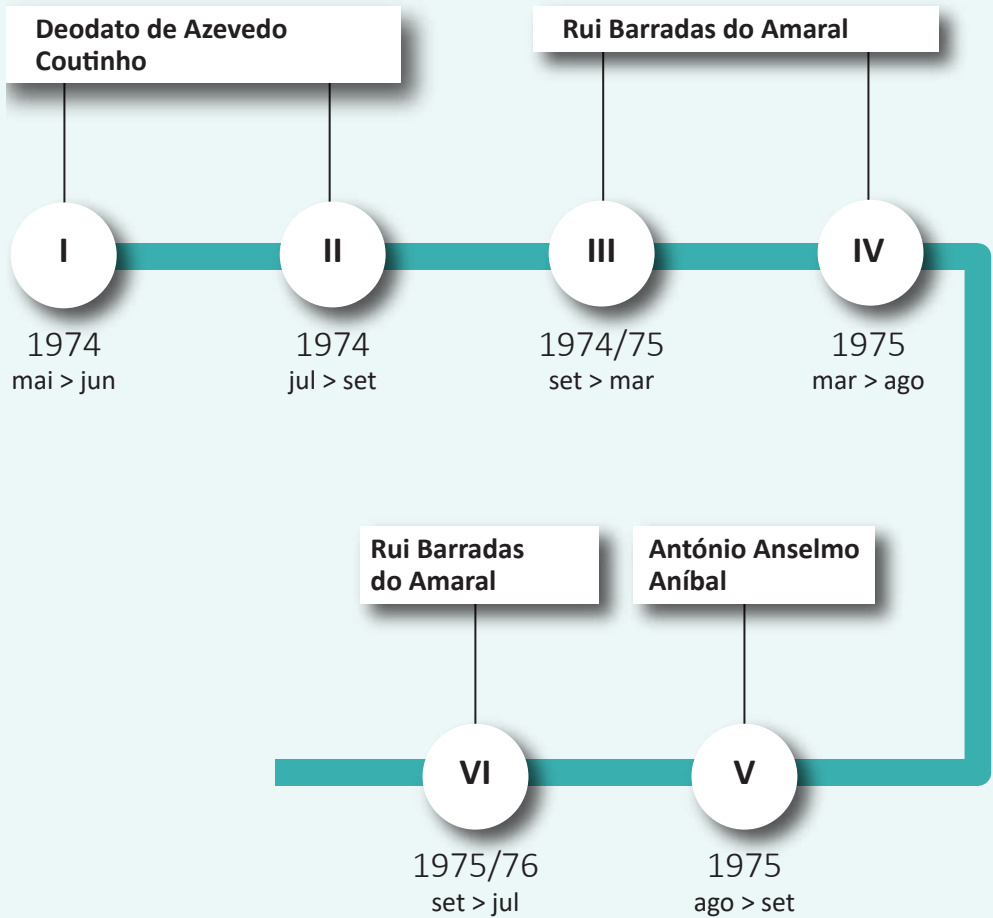 Deodato de Azevedo
Coutinho
Rui Barradas do Amaral
I
II
III
IV
1974
mai > jun
1974
jul > set
1974/75
set > mar
1975
mar > ago
Rui Barradas
do Amaral
António Anselmo
Aníbal
VI
V
1975/76
set > jul
1975
ago > set